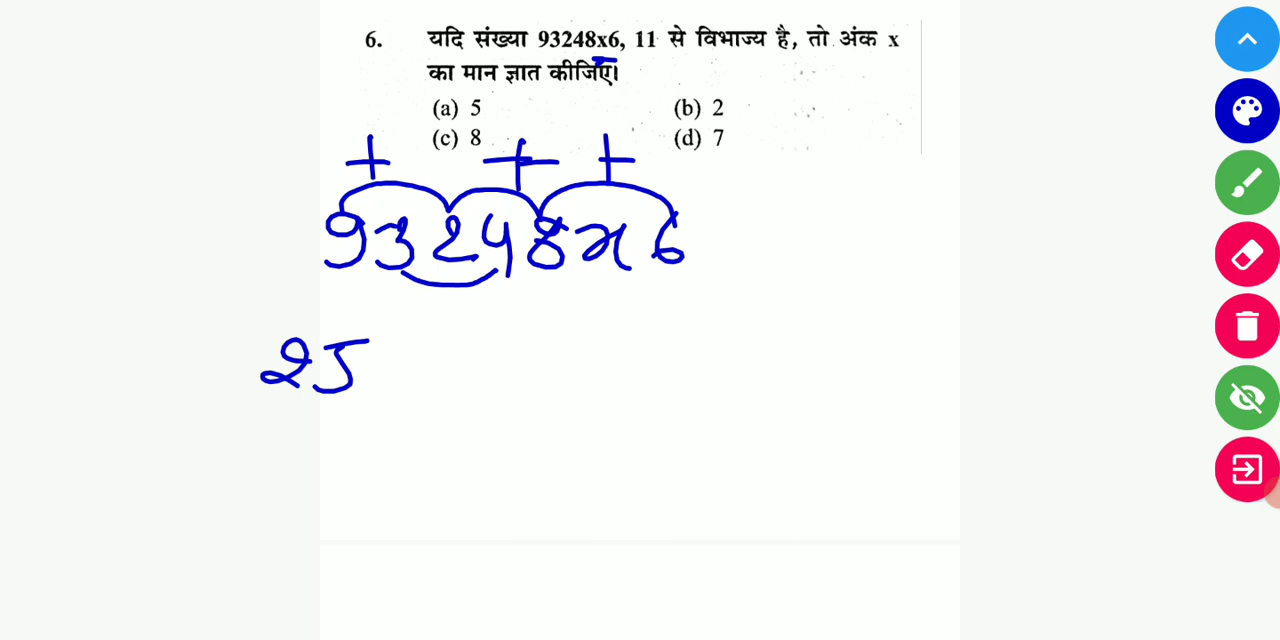 6. यदि संख्या 93248x6, 11 से विभाज्य है, तो अंक x
का मान ज्ञात कीजिए।
(a) 5 (b) 2
(c) 8 (d) 7
+ + +
93248x6
25